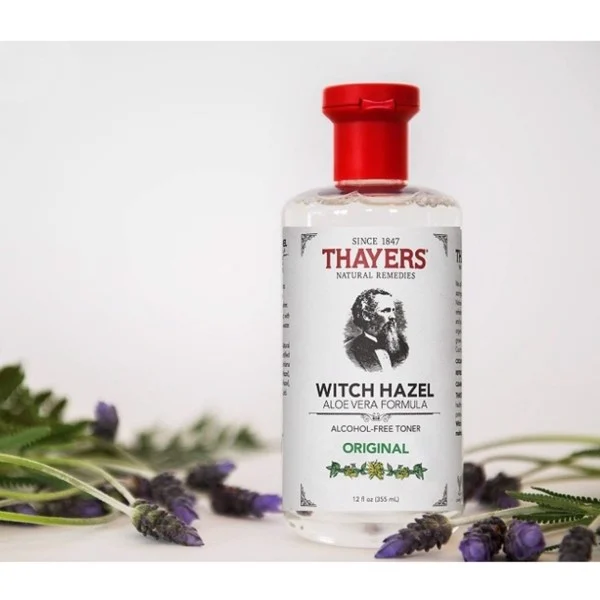 SINCE 1847
THAYERS®
NATURAL REMEDIES
WITCH HAZEL
ALOE VERA FORMULA
ALCOHOL-FREE TONER
ORIGINAL
12 fl oz (355 mL)